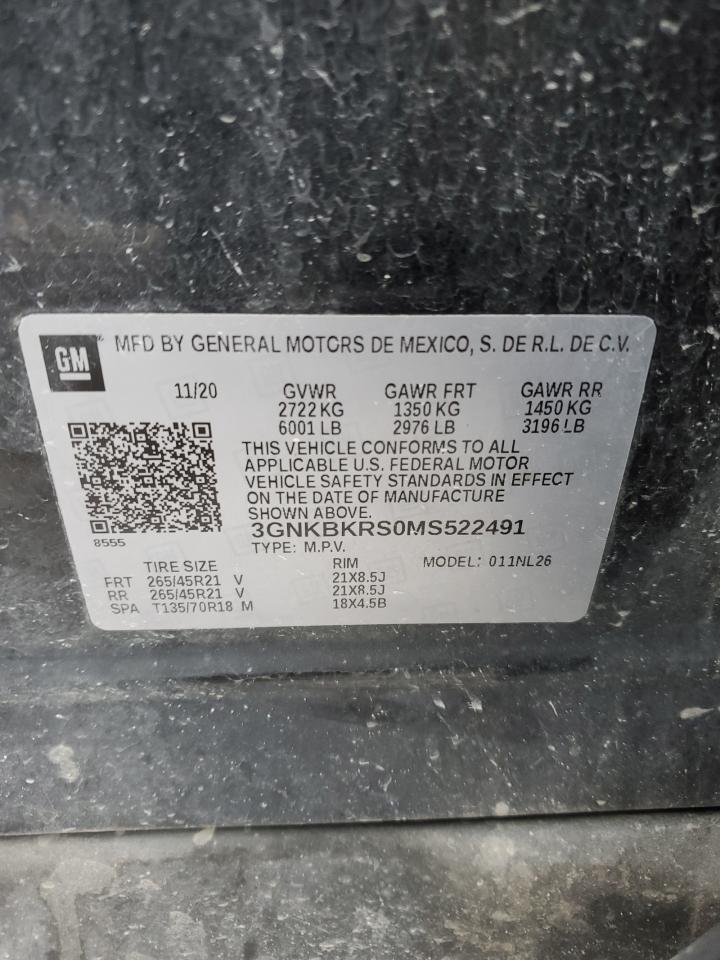 GM MFD BY GENERAL MOTORS DE MEXICO, S. DE R.L. DE C.V.
11/20 GVWR GAWR FRT GAWR RR
2722 KG 1350 KG 1450 KG
6001 LB 2976 LB 3196 LB
THIS VEHICLE CONFORMS TO ALL
APPLICABLE U.S. FEDERAL MOTOR
VEHICLE SAFETY STANDARDS IN EFFECT
ON THE DATE OF MANUFACTURE
SHOWN ABOVE.
3GNKBKRS0MS522491
8555
TYPE: M.P.V.
TIRE SIZE RIM MODEL: 011NL26
FRT 265/45R21 V 21X8.5J
RR 265/45R21 V 21X8.5J
SPA T135/70R18 M 18X4.5B